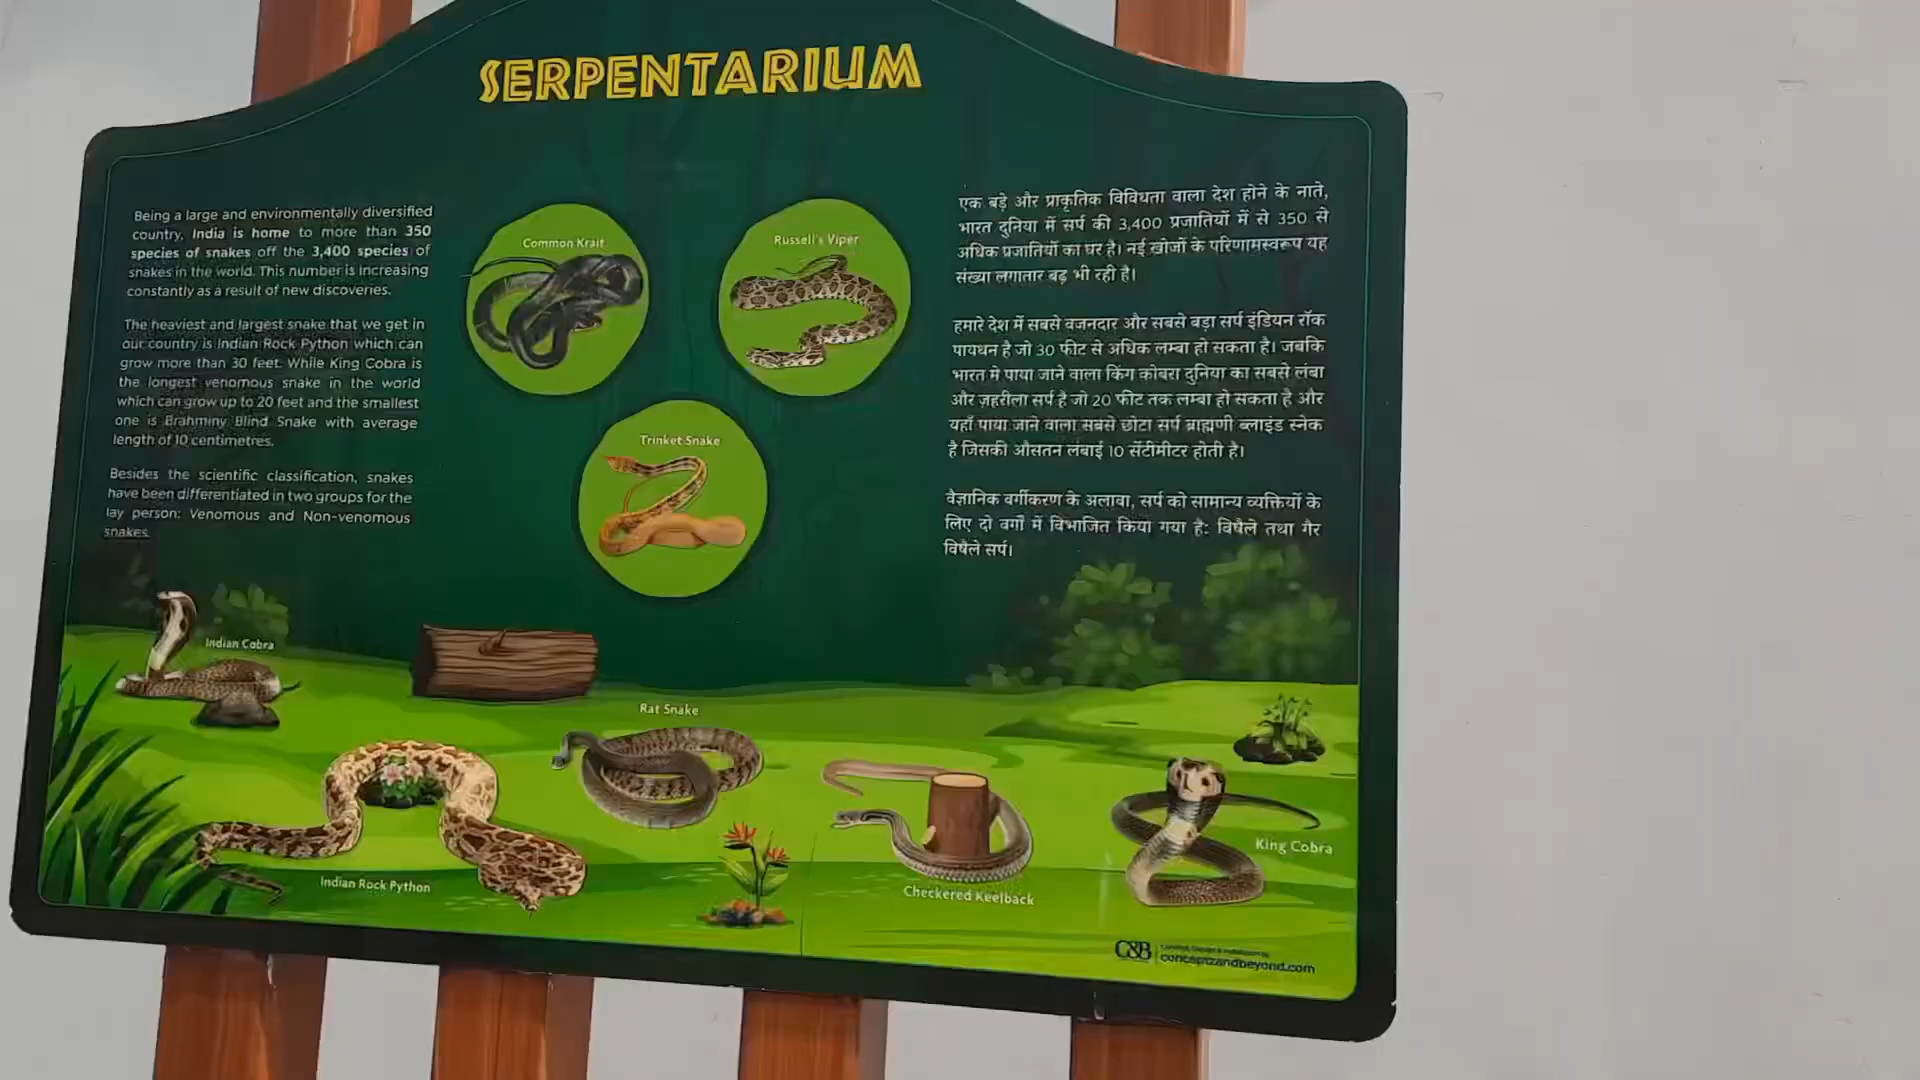 SERPENTARIUM
Being a large and environmentally diversified
country, India is home to more than 350
species of snakes off the 3,400 species of
snakes in the world. This number is increasing
constantly as a result of new discoveries.
The heaviest and largest snake that we get in
our country is Indian Rock Python which can
grow more than 30 feet. While King Cobra is
the longest venomous snake in the world
which can grow up to 20 feet and the smallest
one is Brahminy Blind Snake with average
length of 10 centimetres.
Besides the scientific classification, snakes
have been differentiated in two groups for the
lay person: Venomous and Non-venomous
snakes.
Common Krait
Russell's Viper
Trinket Snake
एक बड़े और प्राकृतिक विविधता वाला देश होने के नाते,
भारत दुनिया में सर्प की 3,400 प्रजातियों में से 350 से
अधिक प्रजातियों का घर है। नई खोजों के परिणामस्वरूप यह
संख्या लगातार बढ़ भी रही है।
हमारे देश में सबसे वजनदार और सबसे बड़ा सर्प इंडियन रॉक
पायथन है जो 30 फीट से अधिक लम्बा हो सकता है। जबकि
भारत मे पाया जाने वाला किंग कोबरा दुनिया का सबसे लंबा
और ज़हरीला सर्प है जो 20 फीट तक लम्बा हो सकता है और
यहाँ पाया जाने वाला सबसे छोटा सर्प ब्राह्मणी ब्लाइंड स्नेक
है जिसकी औसतन लंबाई 10 सेंटीमीटर होती है।
वैज्ञानिक वर्गीकरण के अलावा, सर्प को सामान्य व्यक्तियों के
लिए दो वर्गों में विभाजित किया गया है: विषैले तथा गैर
विषैले सर्प।
Indian Cobra
Rat Snake
Indian Rock Python
Checkered Keelback
King Cobra
C&B
conceptzandbeyond.com